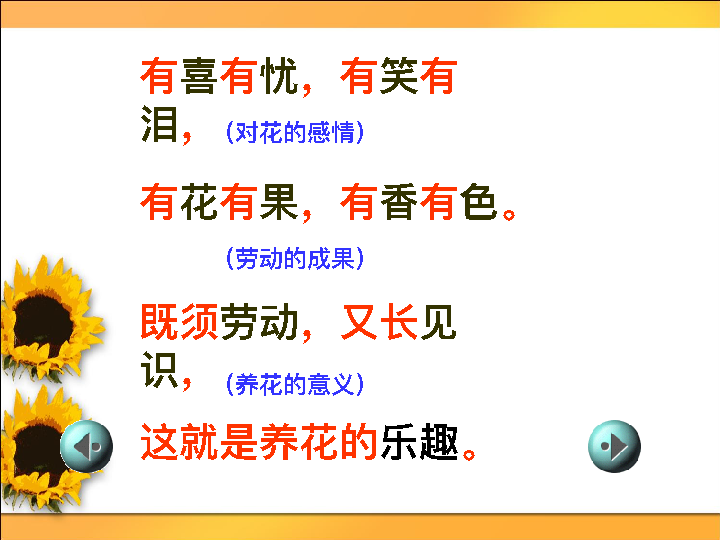 有喜有忧，有笑有
泪，（对花的感情）
有花有果，有香有色。
（劳动的成果）
既须劳动，又长见
识，（养花的意义）
这就是养花的乐趣。